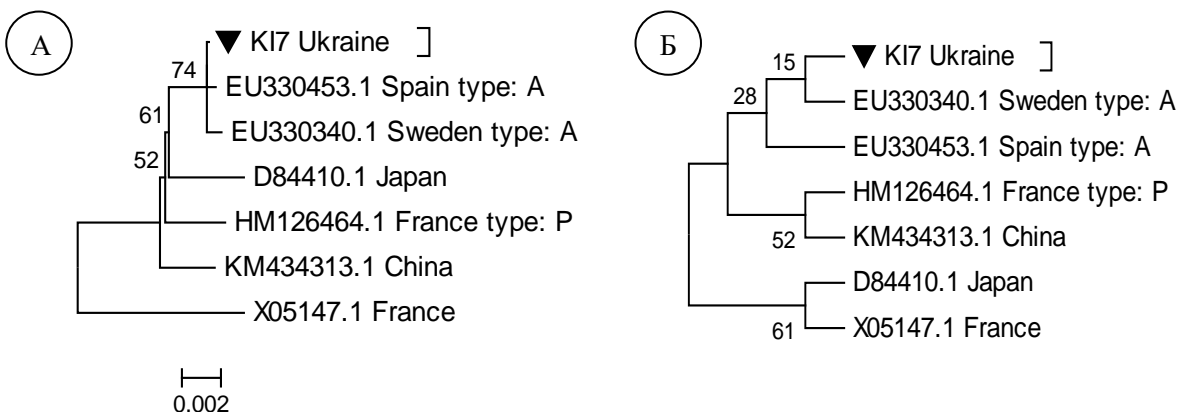 А
▼ KI7 Ukraine
74
EU330453.1 Spain type: A
61
EU330340.1 Sweden type: A
52
D84410.1 Japan
HM126464.1 France type: P
KM434313.1 China
X05147.1 France
0.002
Б
▼ KI7 Ukraine
15
EU330340.1 Sweden type: A
28
EU330453.1 Spain type: A
HM126464.1 France type: P
52
KM434313.1 China
D84410.1 Japan
61
X05147.1 France